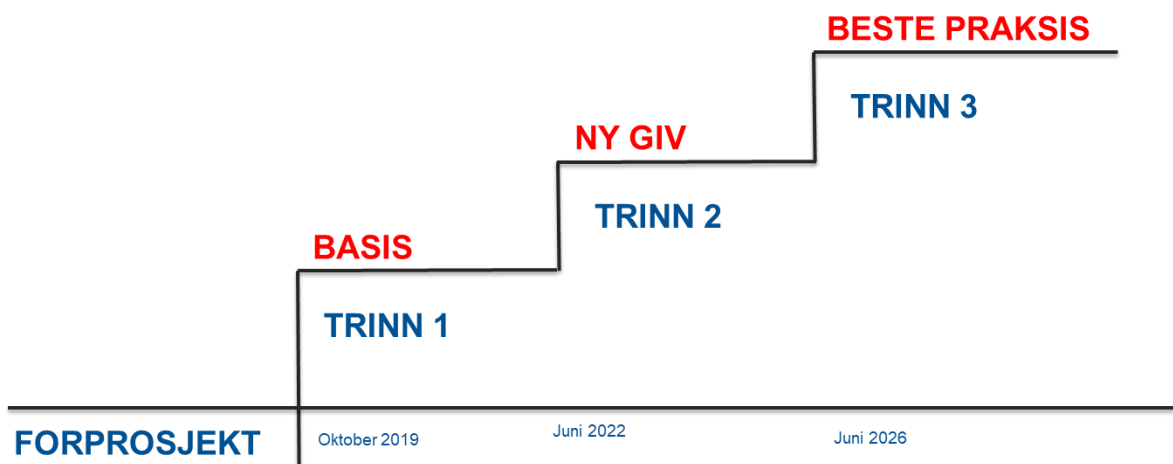 BESTE PRAKSIS
TRINN 3
NY GIV
TRINN 2
BASIS
TRINN 1
FORPROSJEKT
Oktober 2019
Juni 2022
Juni 2026